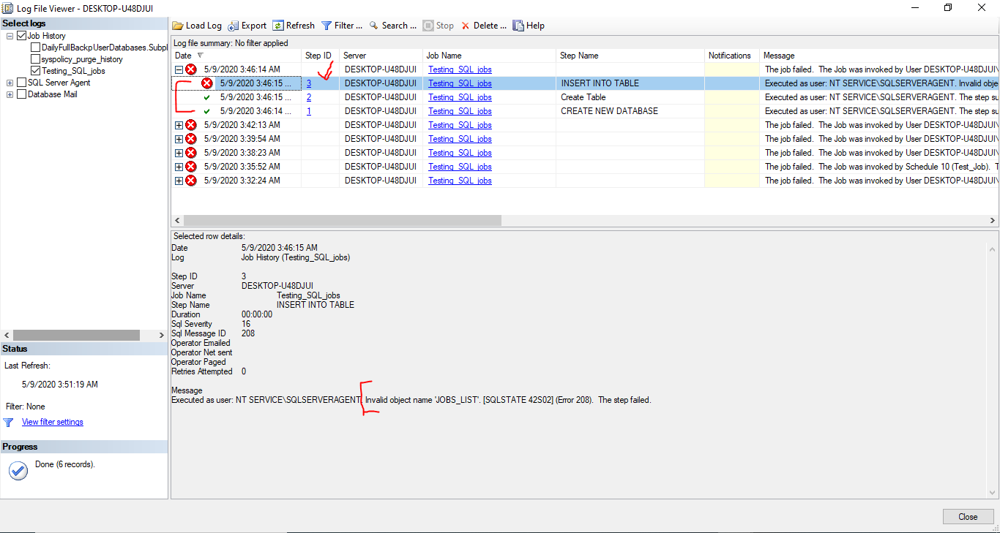 Log File Viewer - DESKTOP-U48DJUI
Select logs
Job History
DailyFullBackpUserDatabases.Subpl
syspolicy_purge_history
Testing_SQL_jobs
SQL Server Agent
Database Mail
Status
Last Refresh:
5/9/2020 3:51:19 AM
Filter: None
View filter settings
Progress
Done (6 records).
Load Log Export Refresh Filter ... Search ... Stop Delete ... Help
Log file summary: No filter applied
Date Step ID Server Job Name Step Name Notifications Message
5/9/2020 3:46:14 AM DESKTOP-U48DJUI Testing_SQL_jobs The job failed. The Job was invoked by User DESKTOP-U48DJUI\
5/9/2020 3:46:15 ... 3 DESKTOP-U48DJUI Testing_SQL_jobs INSERT INTO TABLE Executed as user: NT SERVICE\SQLSERVERAGENT. Invalid obje
5/9/2020 3:46:15 ... 2 DESKTOP-U48DJUI Testing_SQL_jobs Create Table Executed as user: NT SERVICE\SQLSERVERAGENT. The step su
5/9/2020 3:46:14 ... 1 DESKTOP-U48DJUI Testing_SQL_jobs CREATE NEW DATABASE Executed as user: NT SERVICE\SQLSERVERAGENT. The step su
5/9/2020 3:42:13 AM DESKTOP-U48DJUI Testing_SQL_jobs The job failed. The Job was invoked by User DESKTOP-U48DJUI\
5/9/2020 3:39:54 AM DESKTOP-U48DJUI Testing_SQL_jobs The job failed. The Job was invoked by User DESKTOP-U48DJUI\
5/9/2020 3:38:23 AM DESKTOP-U48DJUI Testing_SQL_jobs The job failed. The Job was invoked by User DESKTOP-U48DJUI\
5/9/2020 3:35:52 AM DESKTOP-U48DJUI Testing_SQL_jobs The job failed. The Job was invoked by Schedule 10 (Test_Job). T
5/9/2020 3:32:24 AM DESKTOP-U48DJUI Testing_SQL_jobs The job failed. The Job was invoked by User DESKTOP-U48DJUI\
Selected row details:
Date 5/9/2020 3:46:15 AM
Log Job History (Testing_SQL_jobs)
Step ID 3
Server DESKTOP-U48DJUI
Job Name Testing_SQL_jobs
Step Name INSERT INTO TABLE
Duration 00:00:00
Sql Severity 16
Sql Message ID 208
Operator Emailed
Operator Net sent
Operator Paged
Retries Attempted 0
Message
Executed as user: NT SERVICE\SQLSERVERAGENT. Invalid object name 'JOBS_LIST'. [SQLSTATE 42S02] (Error 208). The step failed.
Close